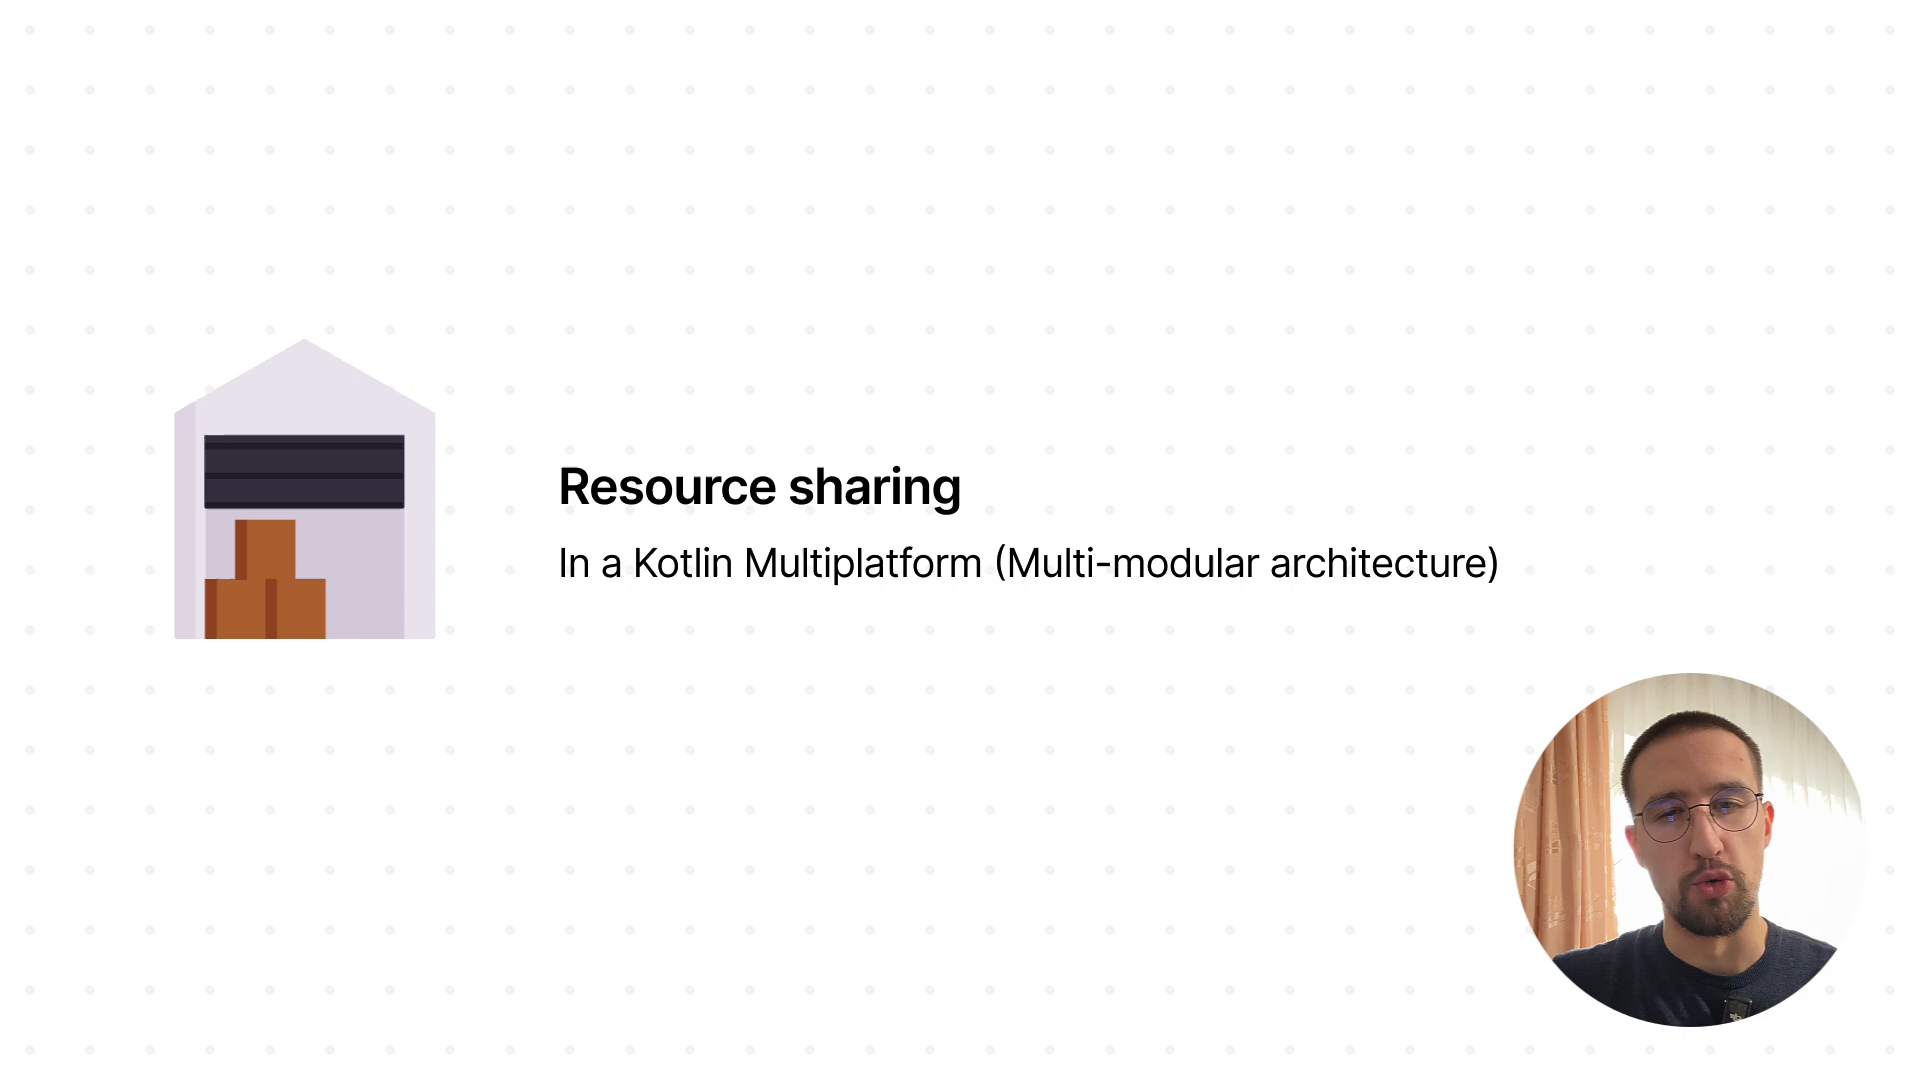 Resource sharing
In a Kotlin Multiplatform (Multi-modular architecture)